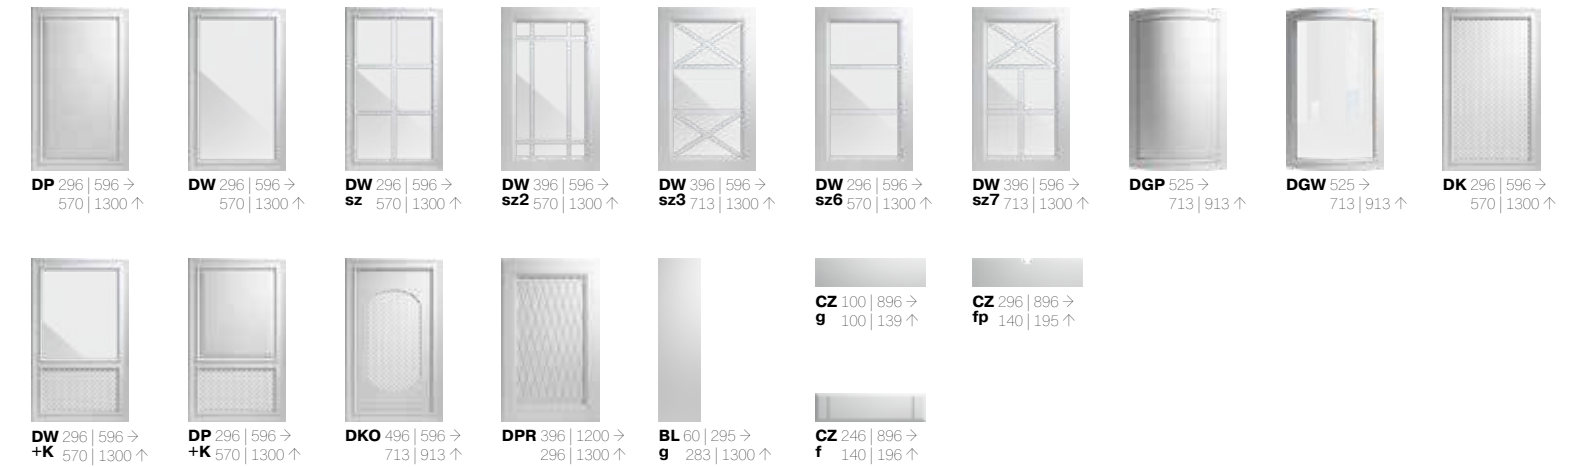 DP 296 | 596 →
570 | 1300 ↑
DW 296 | 596 →
570 | 1300 ↑
DW 296 | 596 →
sz 570 | 1300 ↑
DW 396 | 596 →
sz2 570 | 1300 ↑
DW 396 | 596 →
sz3 713 | 1300 ↑
DW 296 | 596 →
sz6 570 | 1300 ↑
DW 396 | 596 →
sz7 713 | 1300 ↑
DGP 525 →
713 | 913 ↑
DGW 525 →
713 | 913 ↑
DK 296 | 596 →
570 | 1300 ↑
DW 296 | 596 →
+K 570 | 1300 ↑
DP 296 | 596 →
+K 570 | 1300 ↑
DKO 496 | 596 →
713 | 913 ↑
DPR 396 | 1200 →
296 | 1300 ↑
BL 60 | 295 →
g 283 | 1300 ↑
CZ 100 | 896 →
g 100 | 139 ↑
CZ 296 | 896 →
fp 140 | 195 ↑
CZ 246 | 896 →
f 140 | 196 ↑